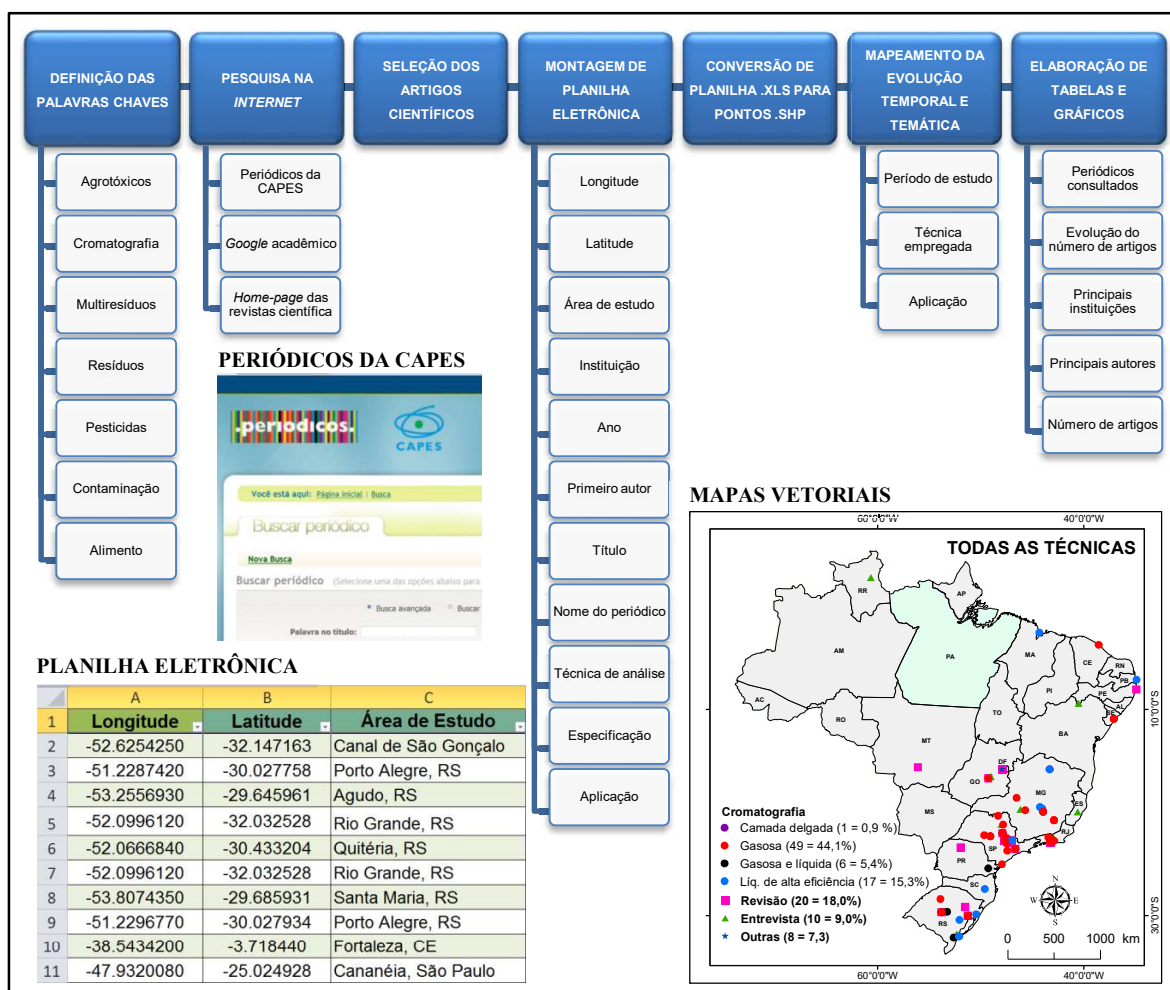 DEFINIÇÃO DAS
PALAVRAS CHAVES
PESQUISA NA
INTERNET
SELEÇÃO DOS
ARTIGOS
CIENTÍFICOS
MONTAGEM DE
PLANILHA
ELETRÔNICA
CONVERSÃO DE
PLANILHA .XLS PARA
PONTOS .SHP
MAPEAMENTO DA
EVOLUÇÃO
TEMPORAL E
TEMÁTICA
ELABORAÇÃO DE
TABELAS E
GRÁFICOS
Agrotóxicos
Cromatografia
Multiresíduos
Resíduos
Pesticidas
Contaminação
Alimento
Periódicos da
CAPES
Google acadêmico
Home-page das
revistas científica
Longitude
Latitude
Área de estudo
Instituição
Ano
Primeiro autor
Título
Nome do periódico
Técnica de análise
Especificação
Aplicação
Período de estudo
Técnica
empregada
Aplicação
Periódicos
consultados
Evolução do
número de artigos
Principais
instituições
Principais autores
Número de artigos
PERIÓDICOS DA CAPES
.periodicos.
CAPES
Você está aqui: Página inicial | Busca
Buscar periódico
Nova Busca
Buscar periódico (Selecione uma das opções abaixo para
Busca avançada Buscar
Palavra no título:
PLANILHA ELETRÔNICA
A B C
1 Longitude Latitude Área de Estudo
2 -52.6254250 -32.147163 Canal de São Gonçalo
3 -51.2287420 -30.027758 Porto Alegre, RS
4 -53.2556930 -29.645961 Agudo, RS
5 -52.0996120 -32.032528 Rio Grande, RS
6 -52.0666840 -30.433204 Quitéria, RS
7 -52.0996120 -32.032528 Rio Grande, RS
8 -53.8074350 -29.685931 Santa Maria, RS
9 -51.2296770 -30.027934 Porto Alegre, RS
10 -38.5434200 -3.718440 Fortaleza, CE
11 -47.9320080 -25.024928 Cananéia, São Paulo
MAPAS VETORIAIS
60°0'0"W 40°0'0"W
TODAS AS TÉCNICAS
RR
AP
AM
PA
MA
CE
RN
PB
PI
PE
AL
SE
AC
RO
TO
BA
10°0'0"S
MT
DF
GO
MG
ES
MS
SP
RJ
PR
SC
RS
30°0'0"S
Cromatografia
Camada delgada (1 = 0,9 %)
Gasosa (49 = 44,1%)
Gasosa e líquida (6 = 5,4%)
Líq. de alta eficiência (17 = 15,3%)
Revisão (20 = 18,0%)
Entrevista (10 = 9,0%)
Outras (8 = 7,3)
N
W E
S
0 500 1000 km
60°0'0"W 40°0'0"W